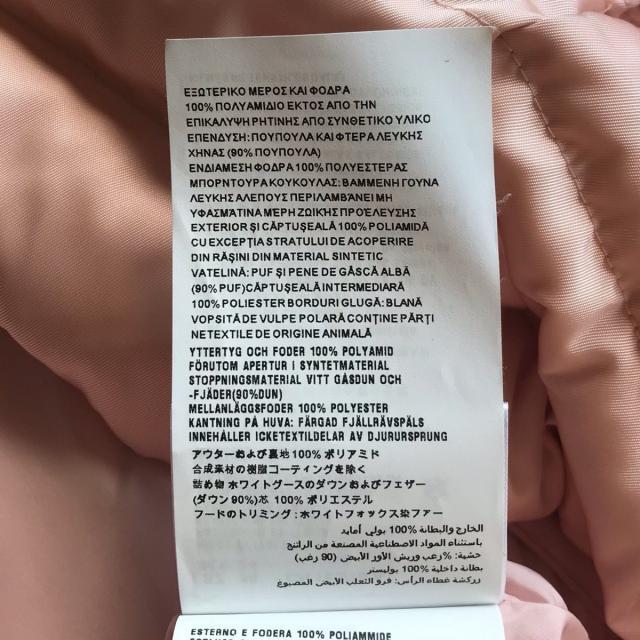 ΕΞΩΤΕΡΙΚΟ ΜΕΡΟΣ ΚΑΙ ΦΟΔΡΑ
100% ΠΟΛΥΑΜΙΔΙΟ ΕΚΤΟΣ ΑΠΟ ΤΗΝ
ΕΠΙΚΑΛΥΨΗ ΡΗΤΙΝΗΣ ΑΠΟ ΣΥΝΘΕΤΙΚΟ ΥΛΙΚΟ
ΕΠΕΝΔΥΣΗ: ΠΟΥΠΟΥΛΑ ΚΑΙ ΦΤΕΡΑ ΛΕΥΚΗΣ
ΧΗΝΑΣ (90% ΠΟΥΠΟΥΛΑ)
ΕΝΔΙΑΜΕΣΗ ΦΟΔΡΑ 100% ΠΟΛΥΕΣΤΕΡΑΣ
ΜΠΟΡΝΤΟΥΡΑ ΚΟΥΚΟΥΛΑΣ: ΒΑΜΜΕΝΗ ΓΟΥΝΑ
ΛΕΥΚΗΣ ΑΛΕΠΟΥΣ ΠΕΡΙΛΑΜΒΑΝΕΙ ΜΗ
ΥΦΑΣΜΑΤΙΝΑ ΜΕΡΗ ΖΩΙΚΗΣ ΠΡΟΕΛΕΥΣΗΣ
EXTERIOR ȘI CĂPTUȘEALĂ 100% POLIAMIDĂ
CU EXCEPȚIA STRATULUI DE ACOPERIRE
DIN RĂȘINI DIN MATERIAL SINTETIC
VATELINĂ: PUF ȘI PENE DE GÂSCĂ ALBĂ
(90% PUF) CĂPTUȘEALĂ INTERMEDIARĂ
100% POLIESTER BORDURI GLUGĂ: BLANĂ
VOPSITĂ DE VULPE POLARĂ CONȚINE PĂRȚI
NETEXTILE DE ORIGINE ANIMALĂ
YTTERTYG OCH FODER 100% POLYAMID
FÖRUTOM APERTUR I SYNTETMATERIAL
STOPPNINGSMATERIAL VITT GÅSDUN OCH
-FJÄDER(90%DUN)
MELLANLÄGGSFODER 100% POLYESTER
KANTNING PÅ HUVA: FÄRGAD FJÄLLRÄVSPÄLS
INNEHÅLLER ICKETEXTILDELAR AV DJURURSPRUNG
アウターおよび裏地 100% ポリアミド
合成素材の樹脂コーティングを除く
詰め物 ホワイトグースのダウンおよびフェザー
(ダウン 90%)芯 100% ポリエステル
フードのトリミング：ホワイトフォックス染ファー
الخارج والبطانة 100% بولي أمايد
باستثناء المواد الاصطناعية المصنعة من الراتنج
حشية: %رغب وريش الأوز الأبيض (90 رغب)
بطانة داخلية 100% بوليستر
زركشة غطاء الرأس: فرو الثعلب الأبيض المصبوغ
ESTERNO E FODERA 100% POLIAMMIDE